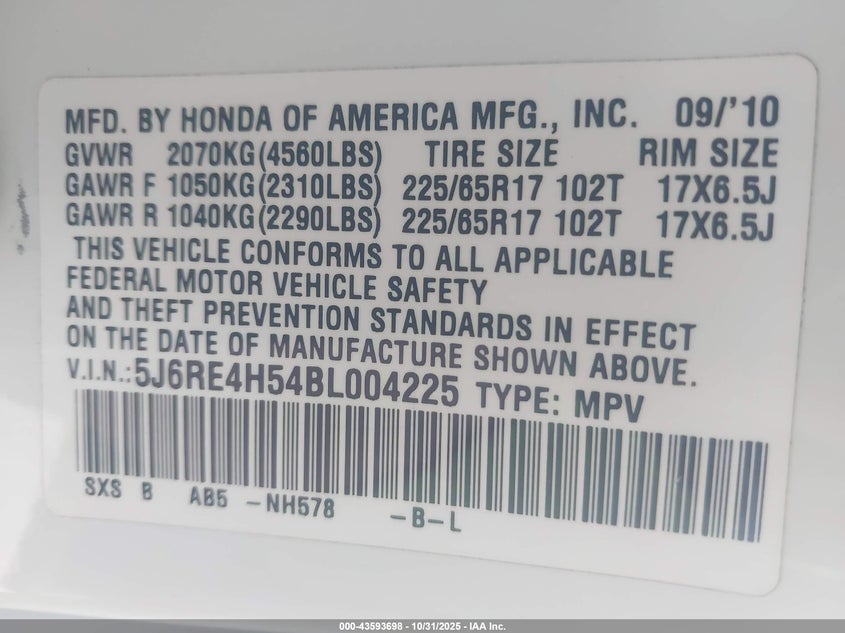 MFD. BY HONDA OF AMERICA MFG., INC. 09/'10
GVWR 2070KG(4560LBS) TIRE SIZE RIM SIZE
GAWR F 1050KG(2310LBS) 225/65R17 102T 17X6.5J
GAWR R 1040KG(2290LBS) 225/65R17 102T 17X6.5J
THIS VEHICLE CONFORMS TO ALL APPLICABLE
FEDERAL MOTOR VEHICLE SAFETY
AND THEFT PREVENTION STANDARDS IN EFFECT
ON THE DATE OF MANUFACTURE SHOWN ABOVE.
V.I.N.:5J6RE4H54BL004225 TYPE: MPV
SXS B AB5 -NH578 -B-L
000-43593698 - 10/31/2025 - IAA Inc.